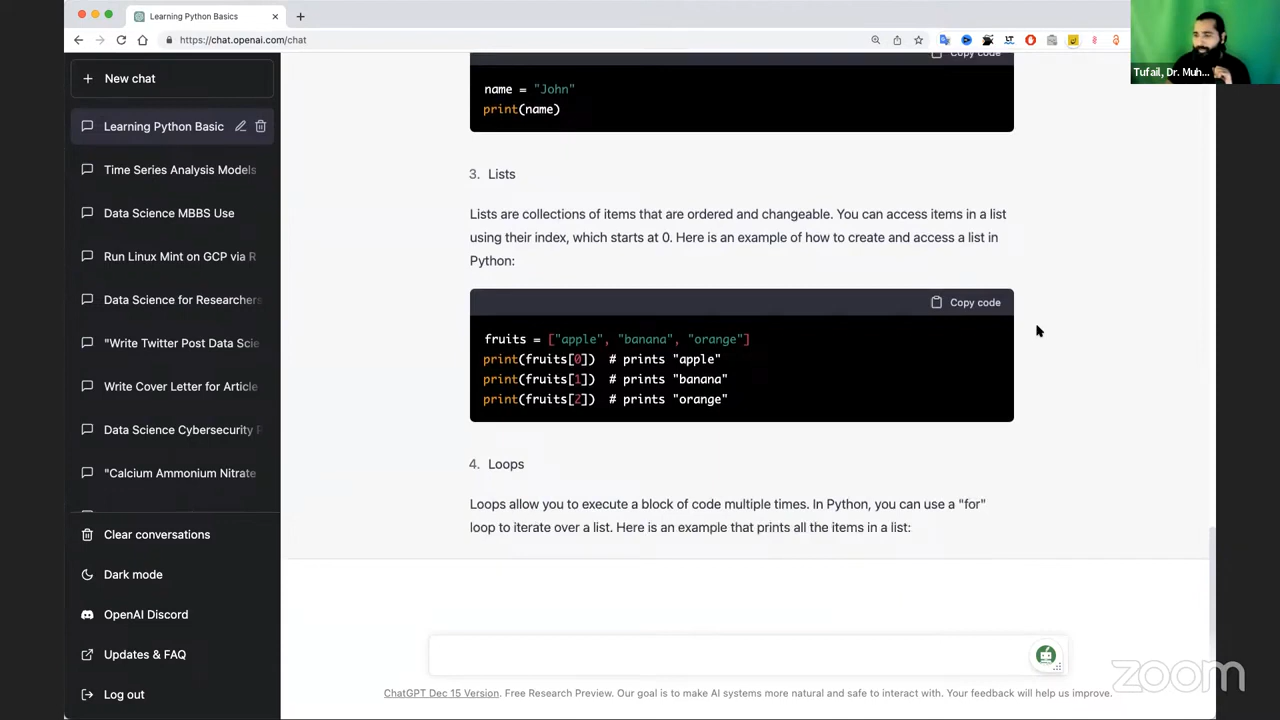 Learning Python Basics
https://chat.openai.com/chat
Tufail, Dr. Muh...
New chat
Learning Python Basic
Time Series Analysis Models
Data Science MBBS Use
Run Linux Mint on GCP via R
Data Science for Researchers
"Write Twitter Post Data Scie
Write Cover Letter for Article
Data Science Cybersecurity P
"Calcium Ammonium Nitrate
Clear conversations
Dark mode
OpenAI Discord
Updates & FAQ
Log out
Copy code
name = "John"
print(name)
3. Lists
Lists are collections of items that are ordered and changeable. You can access items in a list
using their index, which starts at 0. Here is an example of how to create and access a list in
Python:
Copy code
fruits = ["apple", "banana", "orange"]
print(fruits[0]) # prints "apple"
print(fruits[1]) # prints "banana"
print(fruits[2]) # prints "orange"
4. Loops
Loops allow you to execute a block of code multiple times. In Python, you can use a "for"
loop to iterate over a list. Here is an example that prints all the items in a list:
ChatGPT Dec 15 Version. Free Research Preview. Our goal is to make AI systems more natural and safe to interact with. Your feedback will help us improve.
zoom